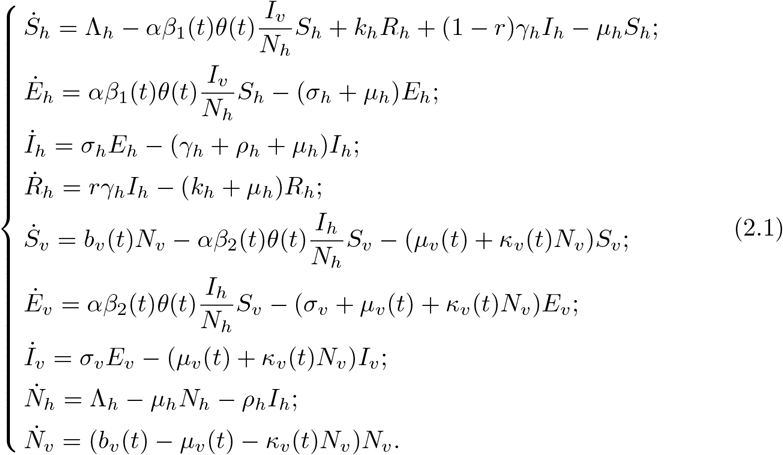 Ṡ_h = Λ_h − αβ_1(t)θ(t) I_v/N_h S_h + k_h R_h + (1 − r)γ_h I_h − μ_h S_h;
Ė_h = αβ_1(t)θ(t) I_v/N_h S_h − (σ_h + μ_h)E_h;
İ_h = σ_h E_h − (γ_h + ρ_h + μ_h)I_h;
Ṙ_h = rγ_h I_h − (k_h + μ_h)R_h;
Ṡ_v = b_v(t)N_v − αβ_2(t)θ(t) I_h/N_h S_v − (μ_v(t) + κ_v(t)N_v)S_v; (2.1)
Ė_v = αβ_2(t)θ(t) I_h/N_h S_v − (σ_v + μ_v(t) + κ_v(t)N_v)E_v;
İ_v = σ_v E_v − (μ_v(t) + κ_v(t)N_v)I_v;
Ṅ_h = Λ_h − μ_h N_h − ρ_h I_h;
Ṅ_v = (b_v(t) − μ_v(t) − κ_v(t)N_v)N_v.